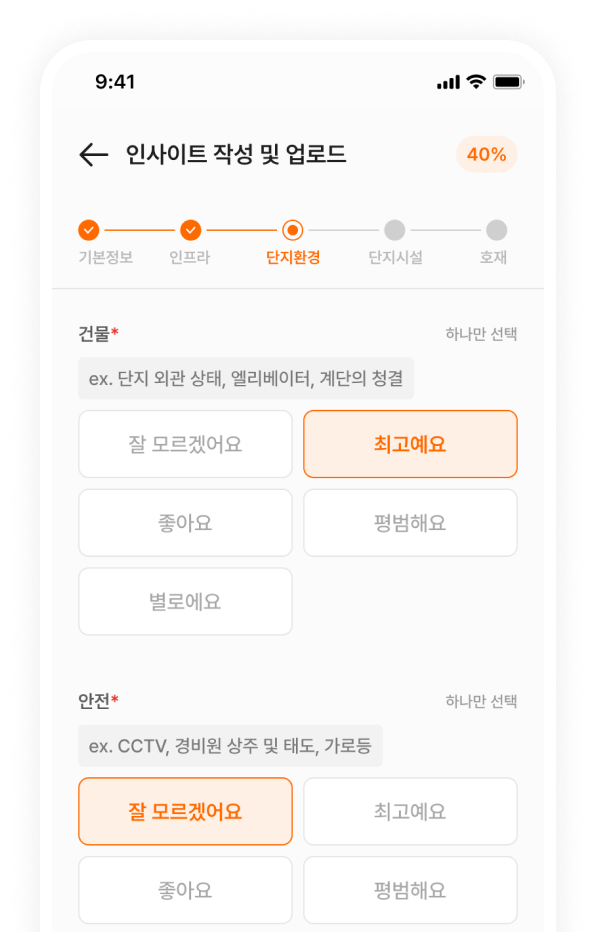 9:41
인사이트 작성 및 업로드 40%
기본정보 인프라 단지환경 단지시설 호재
건물* 하나만 선택
ex. 단지 외관 상태, 엘리베이터, 계단의 청결
잘 모르겠어요 최고예요
좋아요 평범해요
별로에요
안전* 하나만 선택
ex. CCTV, 경비원 상주 및 태도, 가로등
잘 모르겠어요 최고예요
좋아요 평범해요